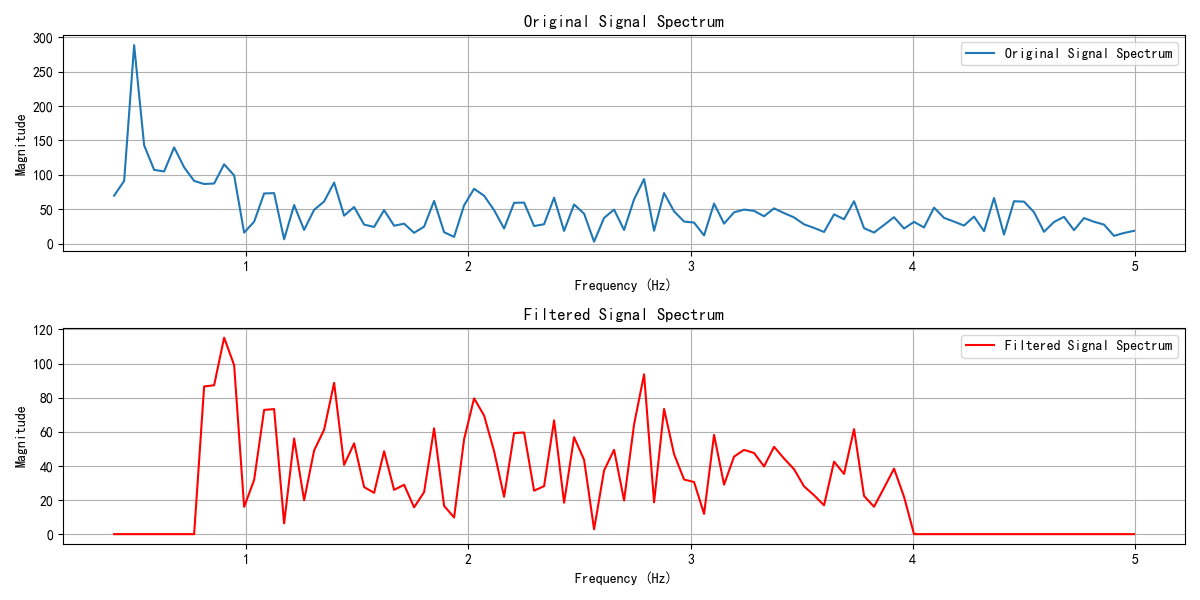 Original Signal Spectrum
300
250
200
150
100
50
0
Magnitude
Original Signal Spectrum
1 2 3 4 5
Frequency (Hz)
Filtered Signal Spectrum
120
100
80
60
40
20
0
Magnitude
Filtered Signal Spectrum
1 2 3 4 5
Frequency (Hz)